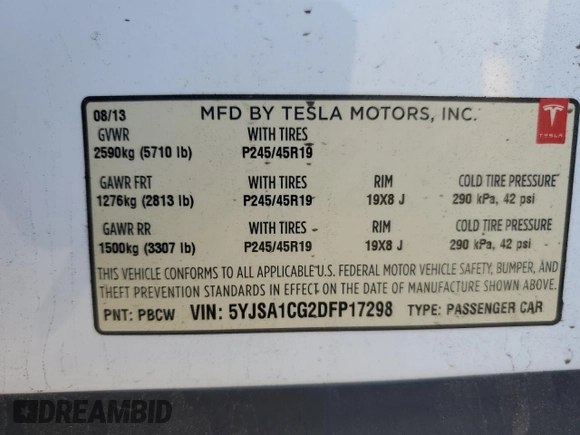 08/13 MFD BY TESLA MOTORS, INC.
TESLA
GVWR WITH TIRES
2590kg (5710 lb) P245/45R19
GAWR FRT WITH TIRES RIM COLD TIRE PRESSURE
1276kg (2813 lb) P245/45R19 19X8 J 290 kPa, 42 psi
GAWR RR WITH TIRES RIM COLD TIRE PRESSURE
1500kg (3307 lb) P245/45R19 19X8 J 290 kPa, 42 psi
THIS VEHICLE CONFORMS TO ALL APPLICABLE U.S. FEDERAL MOTOR VEHICLE SAFETY, BUMPER, AND
THEFT PREVENTION STANDARDS IN EFFECT ON THE DATE OF MANUFACTURE SHOWN ABOVE.
PNT: PBCW VIN: 5YJSA1CG2DFP17298 TYPE: PASSENGER CAR
DREAMBID